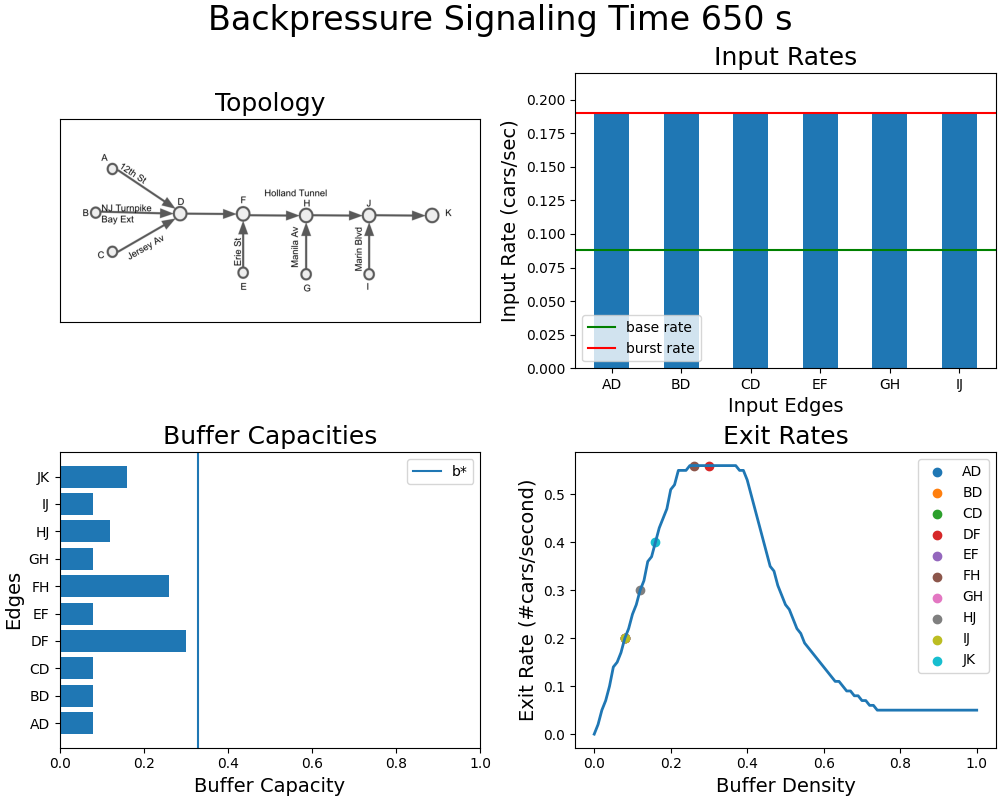 Backpressure Signaling Time 650 s
Topology
A
12th St
B
NJ Turnpike
Bay Ext
C
Jersey Av
D
F
Holland Tunnel
H
J
K
Erie St
Manila Av
Marin Blvd
E
G
I
Input Rates
Input Rate (cars/sec)
0.200
0.175
0.150
0.125
0.100
0.075
0.050
0.025
0.000
base rate
burst rate
AD BD CD EF GH IJ
Input Edges
Buffer Capacities
Edges
JK
IJ
HJ
GH
FH
EF
DF
CD
BD
AD
b*
0.0 0.2 0.4 0.6 0.8 1.0
Buffer Capacity
Exit Rates
Exit Rate (#cars/second)
0.5
0.4
0.3
0.2
0.1
0.0
AD
BD
CD
DF
EF
FH
GH
HJ
IJ
JK
0.0 0.2 0.4 0.6 0.8 1.0
Buffer Density